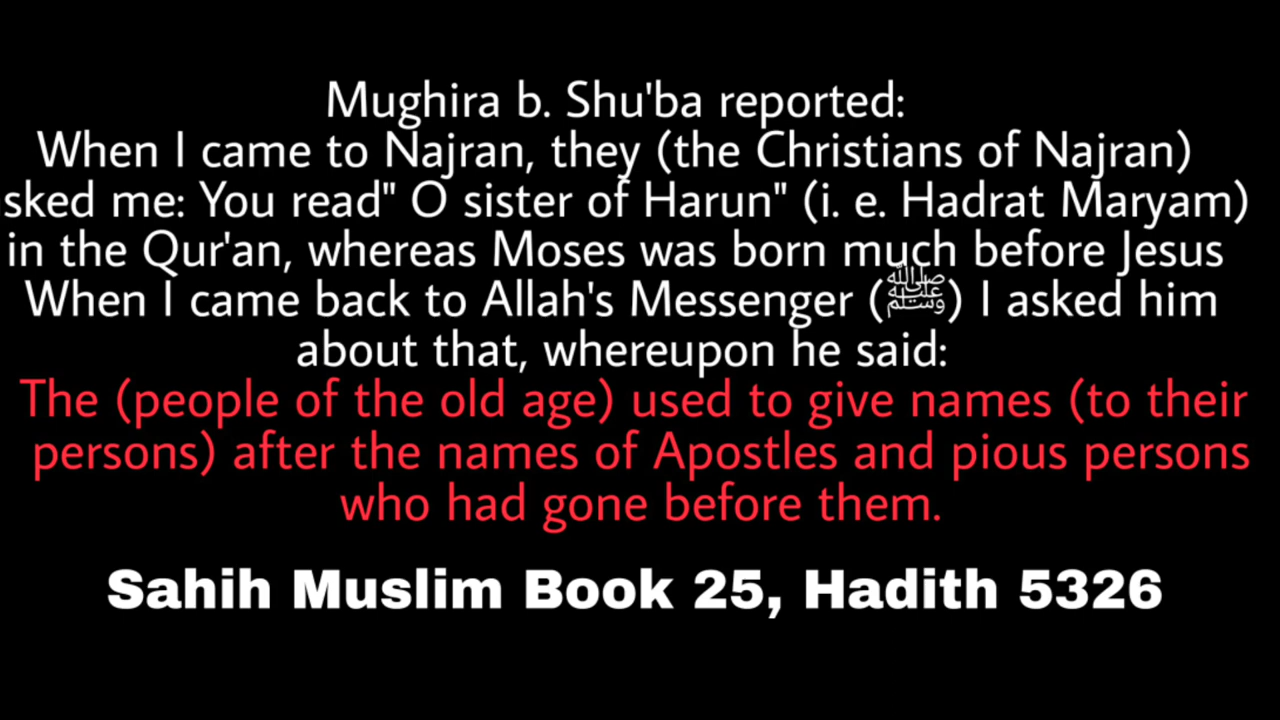 Mughira b. Shu'ba reported:
When I came to Najran, they (the Christians of Najran)
sked me: You read" O sister of Harun" (i. e. Hadrat Maryam)
in the Qur'an, whereas Moses was born much before Jesus
When I came back to Allah's Messenger (ﷺ) I asked him
about that, whereupon he said:
The (people of the old age) used to give names (to their
persons) after the names of Apostles and pious persons
who had gone before them.
Sahih Muslim Book 25, Hadith 5326